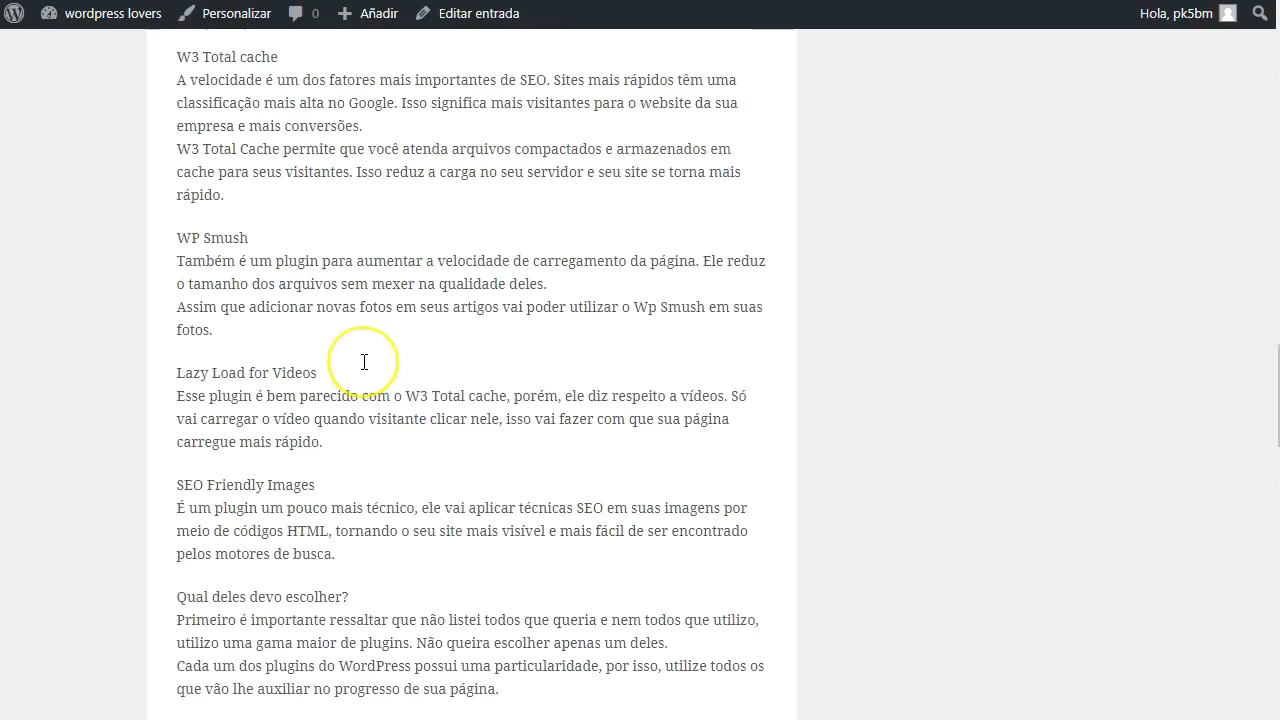 wordpress lovers Personalizar 0 Añadir Editar entrada Hola, pk5bm
W3 Total cache
A velocidade é um dos fatores mais importantes de SEO. Sites mais rápidos têm uma
classificação mais alta no Google. Isso significa mais visitantes para o website da sua
empresa e mais conversões.
W3 Total Cache permite que você atenda arquivos compactados e armazenados em
cache para seus visitantes. Isso reduz a carga no seu servidor e seu site se torna mais
rápido.
WP Smush
Também é um plugin para aumentar a velocidade de carregamento da página. Ele reduz
o tamanho dos arquivos sem mexer na qualidade deles.
Assim que adicionar novas fotos em seus artigos vai poder utilizar o Wp Smush em suas
fotos.
Lazy Load for Videos
Esse plugin é bem parecido com o W3 Total cache, porém, ele diz respeito a vídeos. Só
vai carregar o vídeo quando visitante clicar nele, isso vai fazer com que sua página
carregue mais rápido.
SEO Friendly Images
É um plugin um pouco mais técnico, ele vai aplicar técnicas SEO em suas imagens por
meio de códigos HTML, tornando o seu site mais visível e mais fácil de ser encontrado
pelos motores de busca.
Qual deles devo escolher?
Primeiro é importante ressaltar que não listei todos que queria e nem todos que utilizo,
utilizo uma gama maior de plugins. Não queira escolher apenas um deles.
Cada um dos plugins do WordPress possui uma particularidade, por isso, utilize todos os
que vão lhe auxiliar no progresso de sua página.